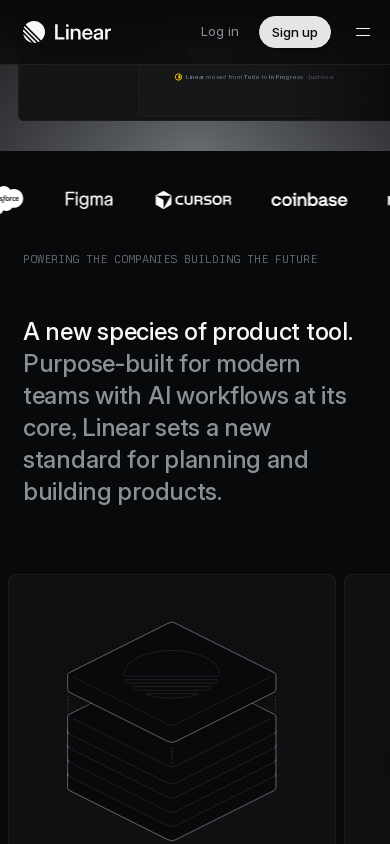 Linear
Log in
Sign up
Linear moved from Todo to In Progress · just now
Figma
CURSOR
coinbase
POWERING THE COMPANIES BUILDING THE FUTURE
A new species of product tool.
Purpose-built for modern
teams with AI workflows at its
core, Linear sets a new
standard for planning and
building products.